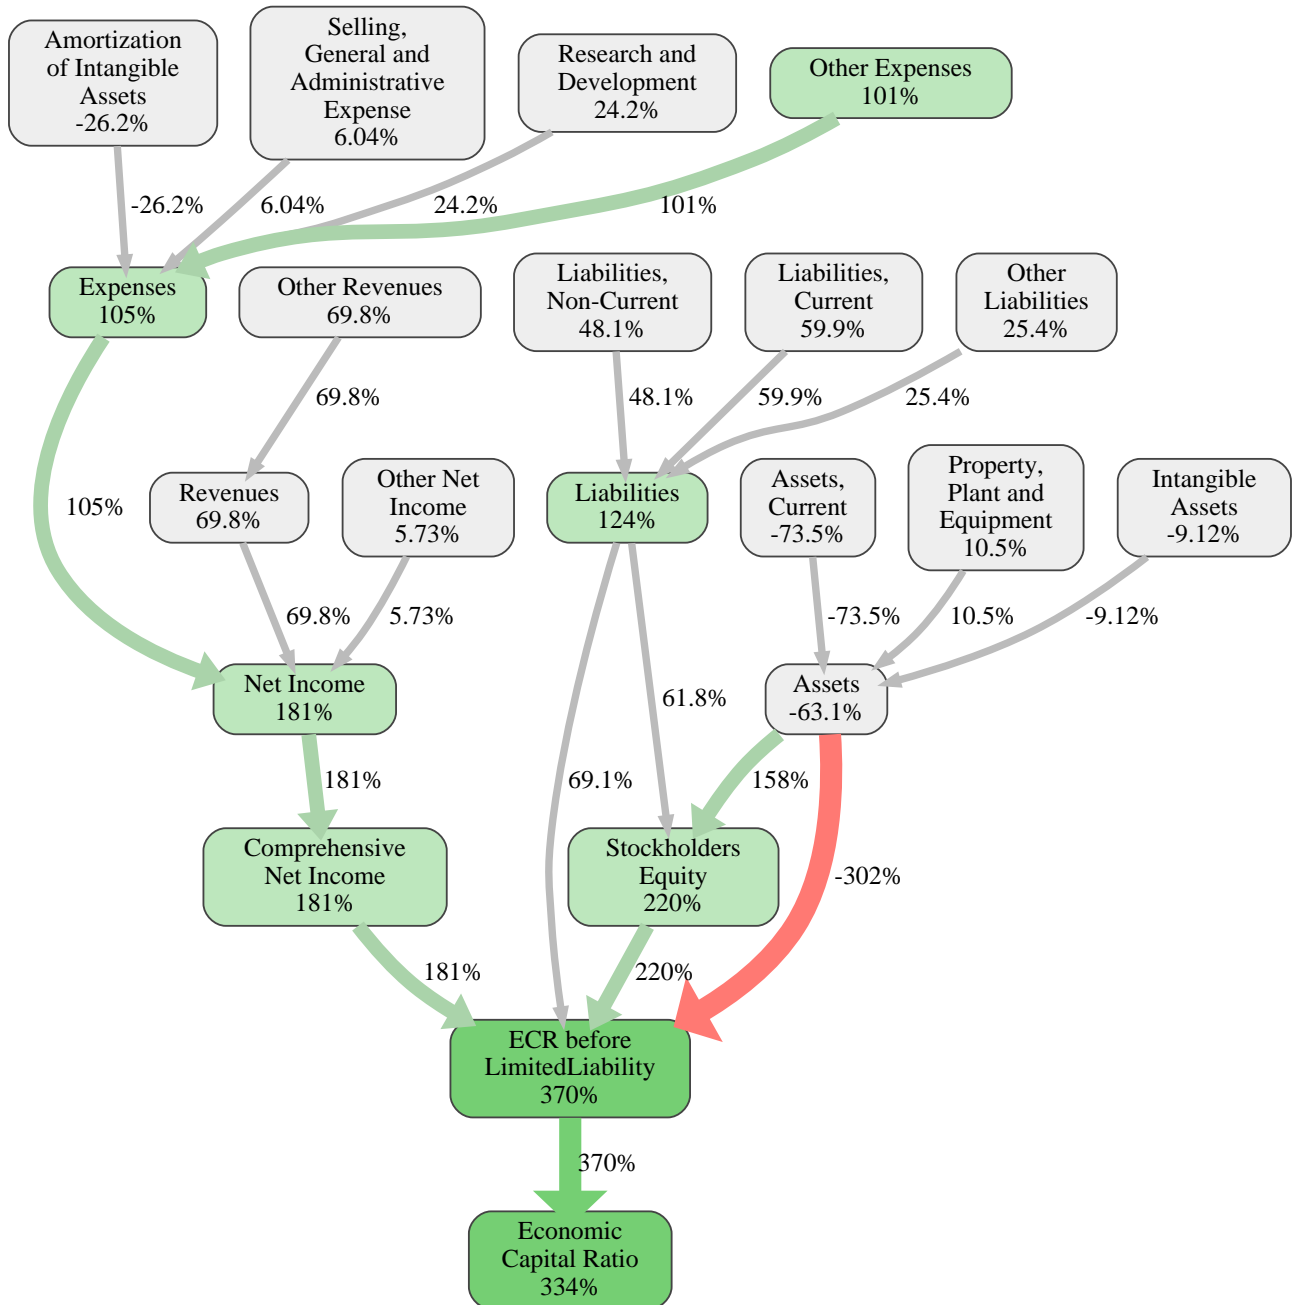 Amortization
of Intangible
Assets
-26.2%
Selling,
General and
Administrative
Expense
6.04%
Research and
Development
24.2%
Other Expenses
101%
-26.2%
6.04%
24.2%
101%
Expenses
105%
Other Revenues
69.8%
Liabilities,
Non-Current
48.1%
Liabilities,
Current
59.9%
Other
Liabilities
25.4%
69.8%
48.1%
59.9%
25.4%
105%
Revenues
69.8%
Other Net
Income
5.73%
Liabilities
124%
Assets,
Current
-73.5%
Property,
Plant and
Equipment
10.5%
Intangible
Assets
-9.12%
69.8%
5.73%
-73.5%
10.5%
-9.12%
Net Income
181%
61.8%
Assets
-63.1%
181%
69.1%
158%
Comprehensive
Net Income
181%
Stockholders
Equity
220%
-302%
181%
220%
ECR before
LimitedLiability
370%
370%
Economic
Capital Ratio
334%